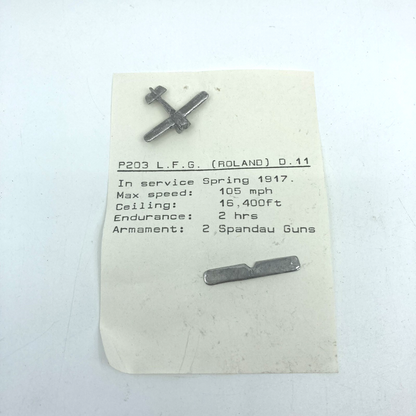 P203 L.F.G. (ROLAND) D.11
In service Spring 1917.
Max speed: 105 mph
Ceiling: 16,400ft
Endurance: 2 hrs
Armament: 2 Spandau Guns